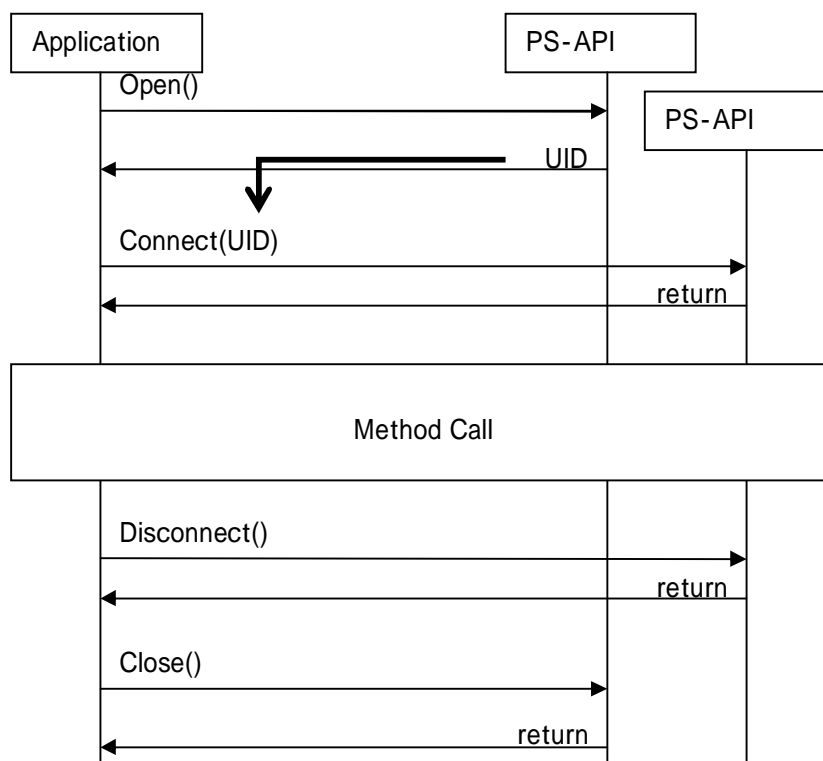 Application
PS-API
Open()
PS-API
UID
Connect(UID)
return
Method Call
Disconnect()
return
Close()
return